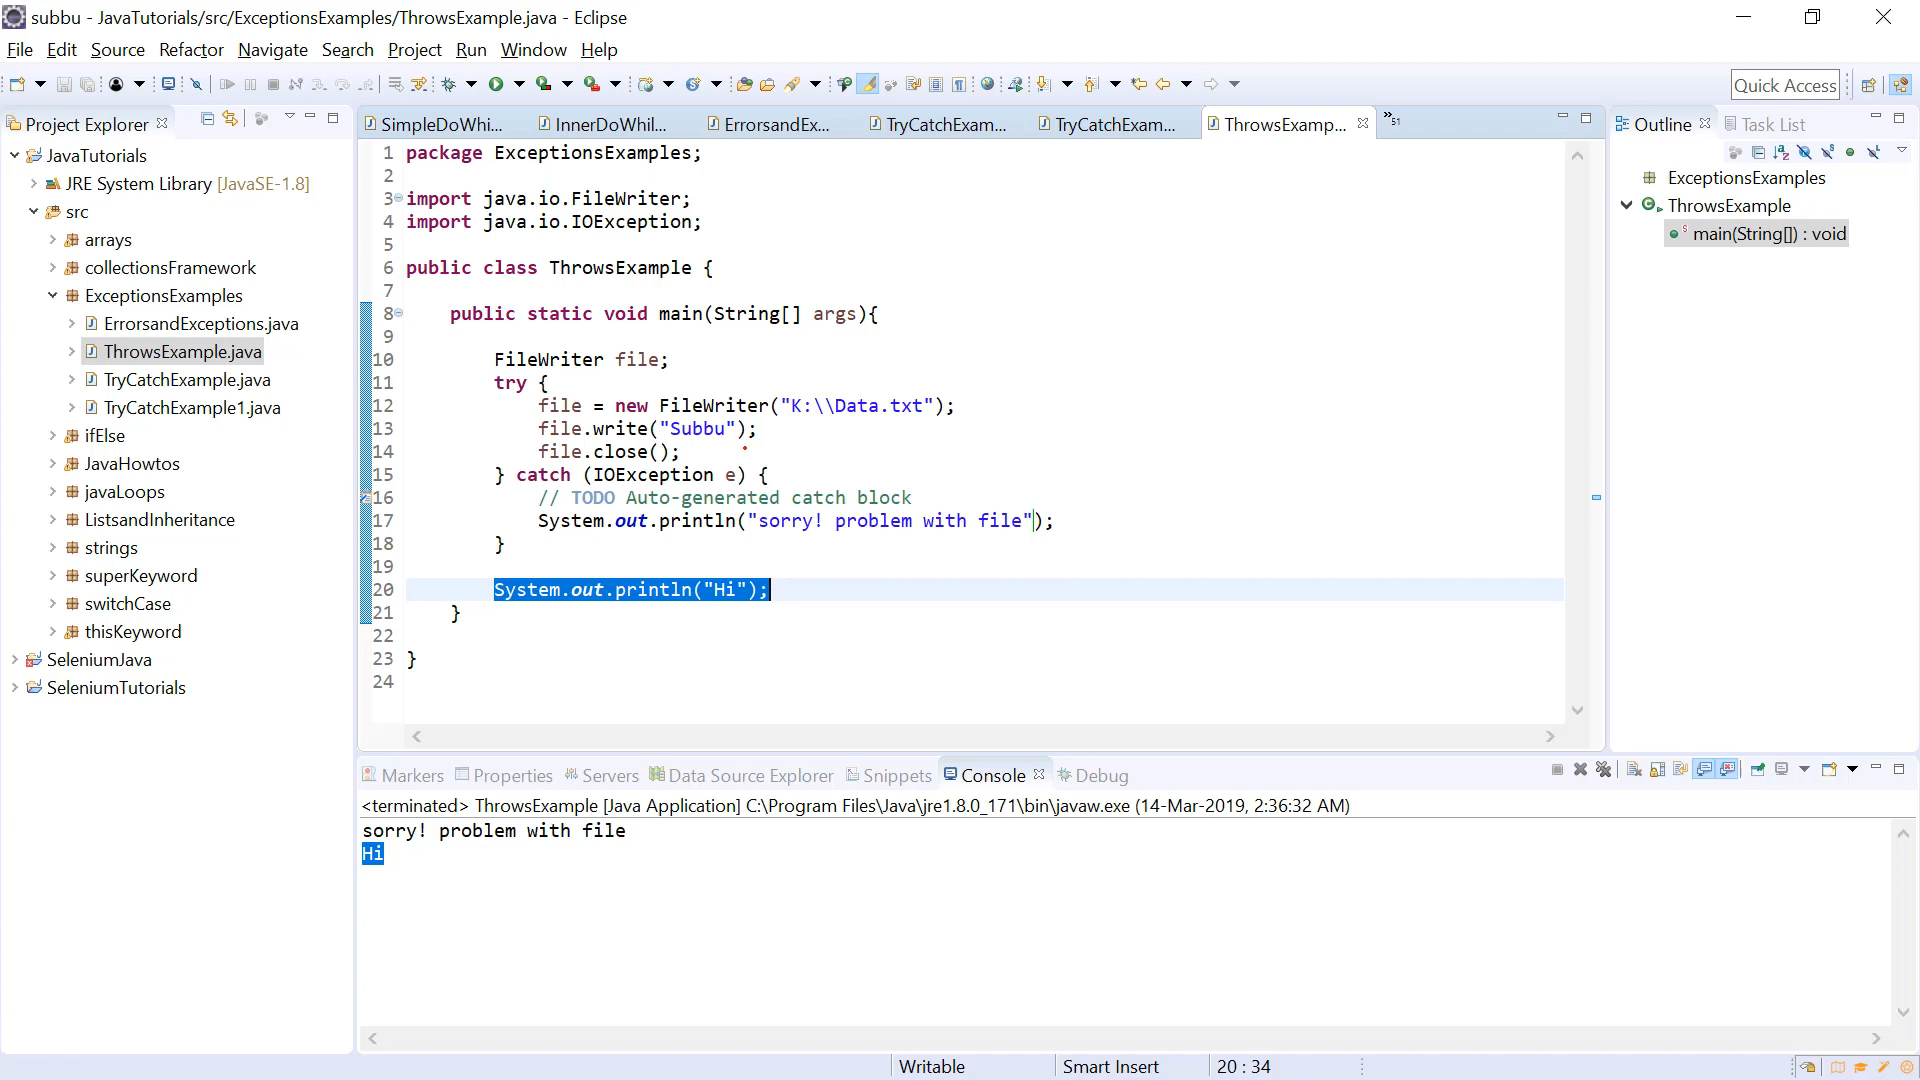 subbu - JavaTutorials/src/ExceptionsExamples/ThrowsExample.java - Eclipse
File Edit Source Refactor Navigate Search Project Run Window Help
Quick Access
Project Explorer
JavaTutorials
JRE System Library [JavaSE-1.8]
src
arrays
collectionsFramework
ExceptionsExamples
ErrorsandExceptions.java
ThrowsExample.java
TryCatchExample.java
TryCatchExample1.java
ifElse
JavaHowtos
javaLoops
ListsandInheritance
strings
superKeyword
switchCase
thisKeyword
SeleniumJava
SeleniumTutorials
SimpleDoWhi... InnerDoWhil... ErrorsandEx... TryCatchExam... TryCatchExam... ThrowsExamp... »51
1 package ExceptionsExamples;
2
3 import java.io.FileWriter;
4 import java.io.IOException;
5
6 public class ThrowsExample {
7
8 public static void main(String[] args){
9
10 FileWriter file;
11 try {
12 file = new FileWriter("K:\\Data.txt");
13 file.write("Subbu");
14 file.close();
15 } catch (IOException e) {
16 // TODO Auto-generated catch block
17 System.out.println("sorry! problem with file");
18 }
19
20 System.out.println("Hi");
21 }
22
23 }
24
Outline Task List
ExceptionsExamples
ThrowsExample
main(String[]) : void
Markers Properties Servers Data Source Explorer Snippets Console Debug
<terminated> ThrowsExample [Java Application] C:\Program Files\Java\jre1.8.0_171\bin\javaw.exe (14-Mar-2019, 2:36:32 AM)
sorry! problem with file
Hi
Writable Smart Insert 20 : 34